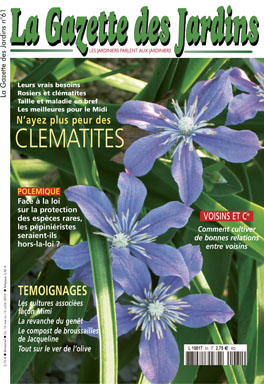 La Gazette des Jardins
LES JARDINIERS PARLENT AUX JARDINIERS
La Gazette des Jardins n°61
Leurs vrais besoins
Rosiers et clématites
Taille et maladie en bref
Les meilleures pour le Midi
N'ayez plus peur des
CLEMATITES
POLEMIQUE
Face à la loi
sur la protection
des espèces rares,
les pépiniéristes
seraient-ils
hors-la-loi ?
VOISINS ET Cie
Comment cultiver
de bonnes relations
entre voisins
TEMOIGNAGES
Les cultures associées
façon Mimi
La revanche du genêt
Le compost de broussailles
de Jacqueline
Tout sur le ver de l'olive